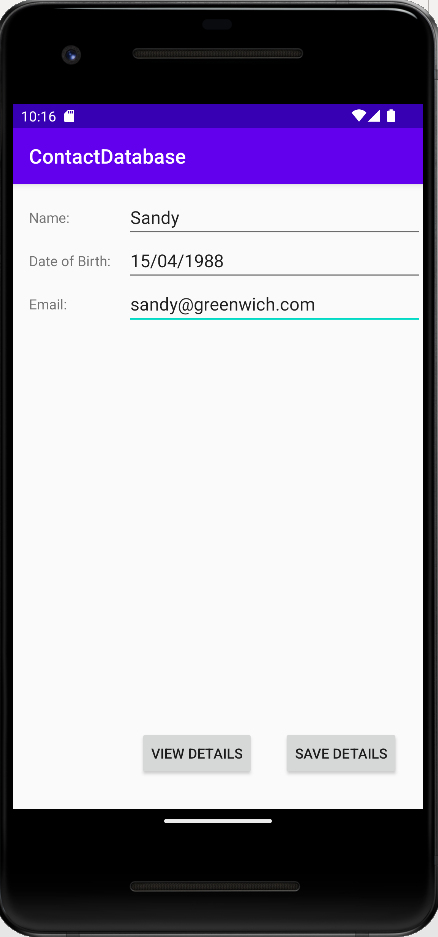 10:16
ContactDatabase
Name: Sandy
Date of Birth: 15/04/1988
Email: sandy@greenwich.com
VIEW DETAILS SAVE DETAILS